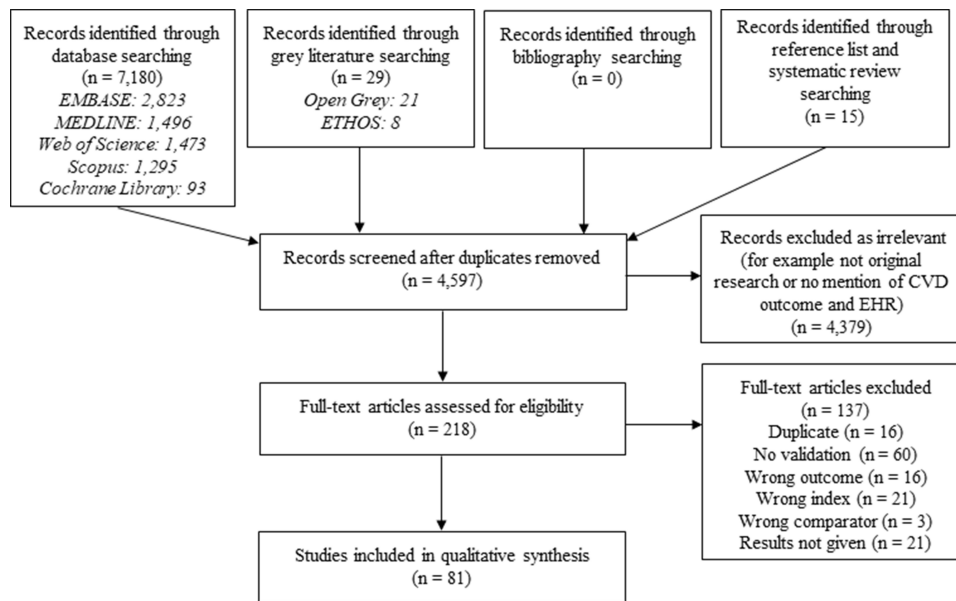 Records identified through
database searching
(n = 7,180)
EMBASE: 2,823
MEDLINE: 1,496
Web of Science: 1,473
Scopus: 1,295
Cochrane Library: 93
Records identified through
grey literature searching
(n = 29)
Open Grey: 21
ETHOS: 8
Records identified through
bibliography searching
(n = 0)
Records identified through
reference list and
systematic review
searching
(n = 15)
Records screened after duplicates removed
(n = 4,597)
Records excluded as irrelevant
(for example not original
research or no mention of CVD
outcome and EHR)
(n = 4,379)
Full-text articles assessed for eligibility
(n = 218)
Full-text articles excluded
(n = 137)
Duplicate (n = 16)
No validation (n = 60)
Wrong outcome (n = 16)
Wrong index (n = 21)
Wrong comparator (n = 3)
Results not given (n = 21)
Studies included in qualitative synthesis
(n = 81)